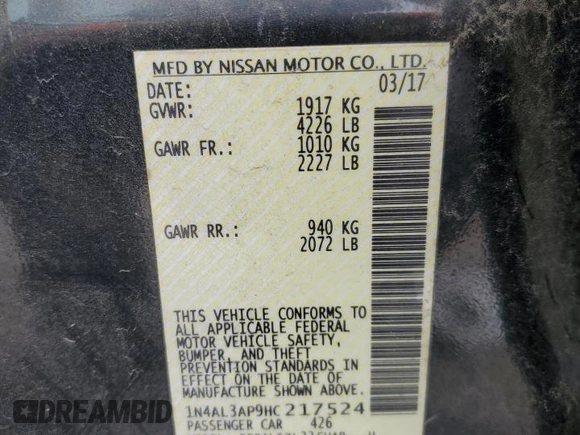 MFD BY NISSAN MOTOR CO., LTD.
DATE: 03/17
GVWR: 1917 KG
4226 LB
GAWR FR.: 1010 KG
2227 LB
GAWR RR.: 940 KG
2072 LB
THIS VEHICLE CONFORMS TO
ALL APPLICABLE FEDERAL
MOTOR VEHICLE SAFETY,
BUMPER, AND THEFT
PREVENTION STANDARDS IN
EFFECT ON THE DATE OF
MANUFACTURE SHOWN ABOVE.
1N4AL3AP9HC217524
PASSENGER CAR 426
DREAMBID.COM